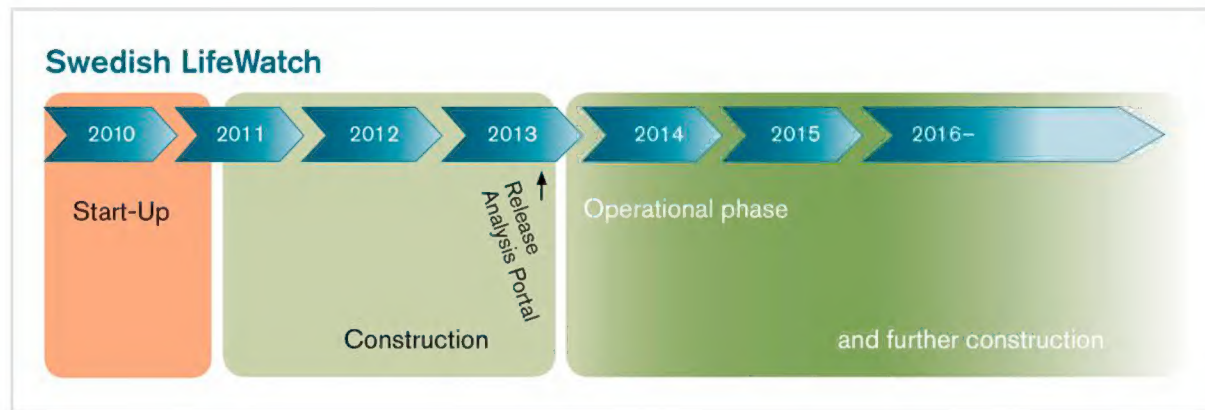 Swedish LifeWatch
2010
2011
2012
2013
2014
2015
2016–
Start-Up
Release
Analysis Portal
Operational phase
Construction
and further construction